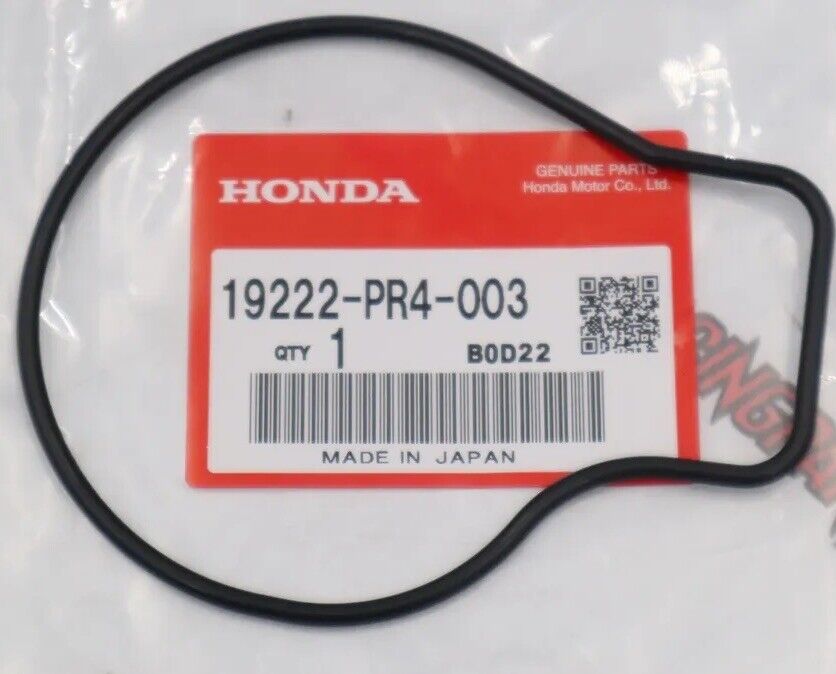 HONDA
GENUINE PARTS
Honda Motor Co., Ltd.
19222-PR4-003
QTY 1 B0D22
MADE IN JAPAN